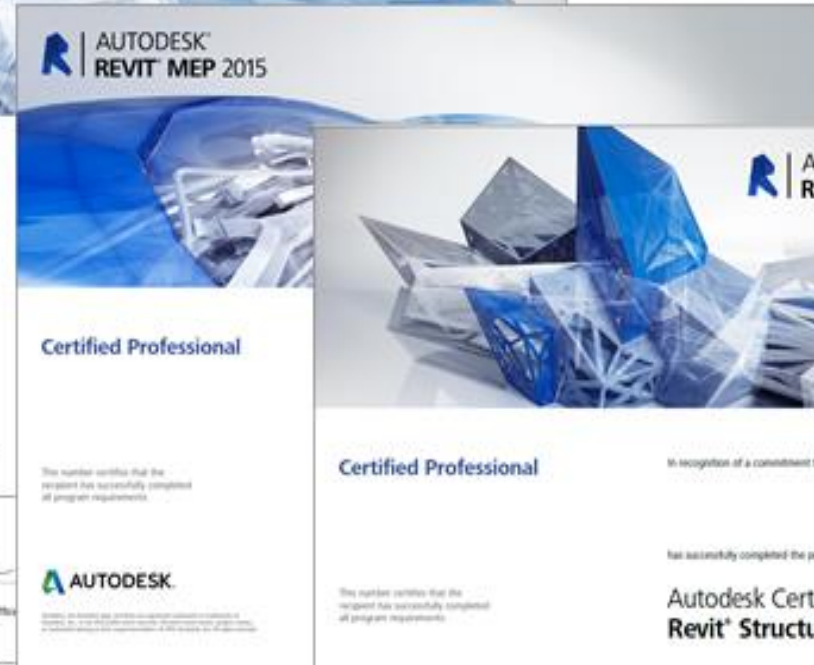 AUTODESK®
REVIT® MEP 2015
Certified Professional
This number certifies that the
recipient has successfully completed
all program requirements
AUTODESK.
A
R
Certified Professional
This number certifies that the
recipient has successfully completed
all program requirements
In recognition of a commitment
has successfully completed the p
Autodesk Cert
Revit® Structu